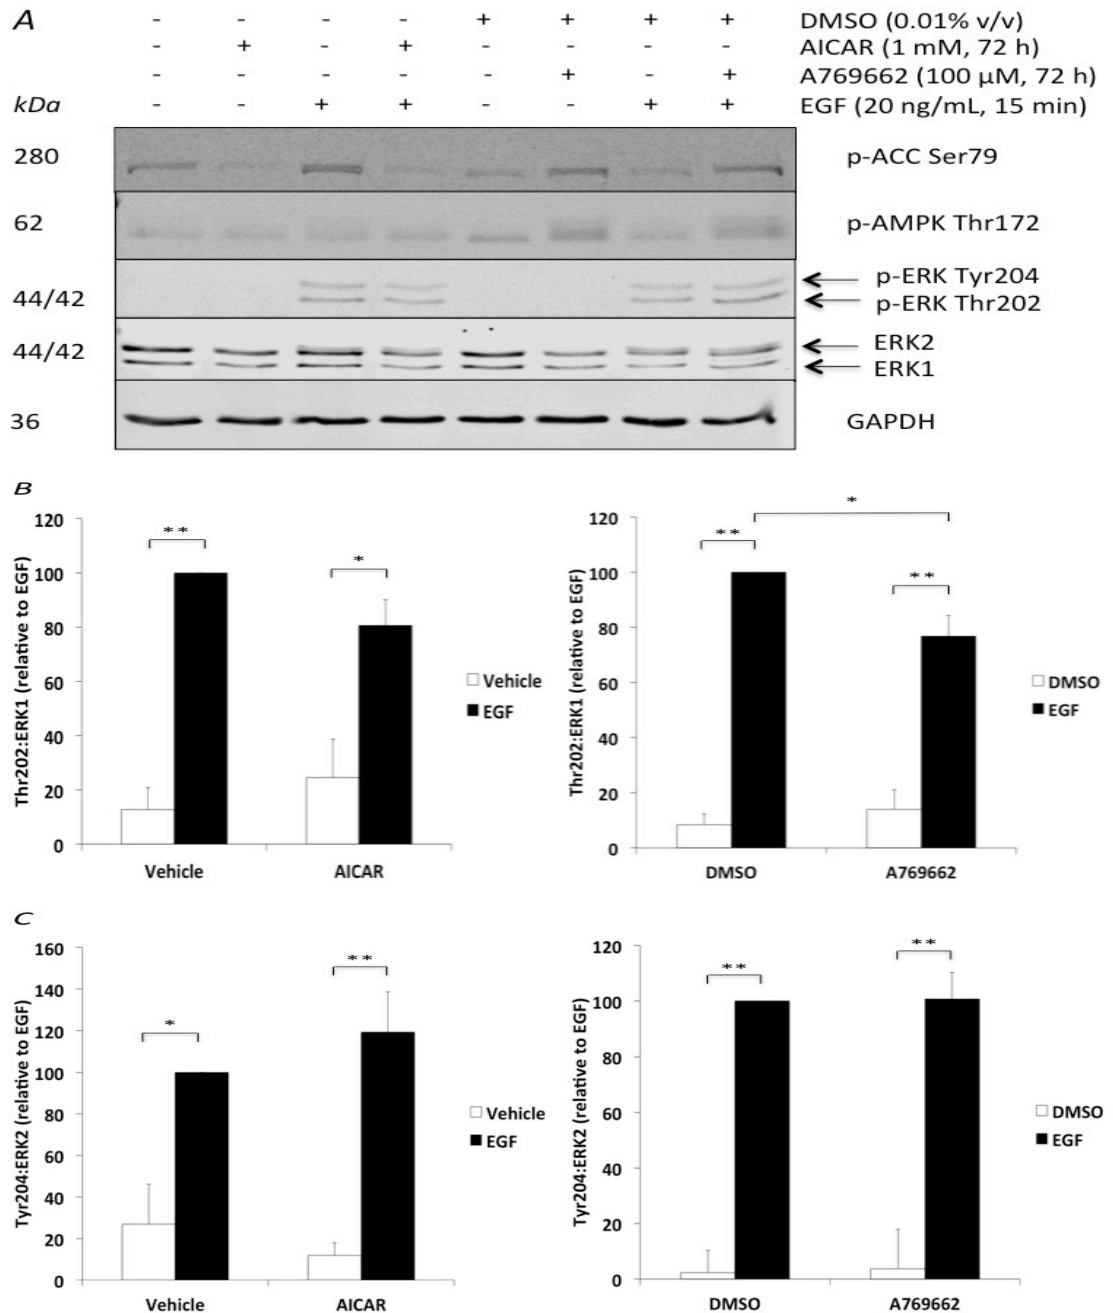 A - - - - + + + + DMSO (0.01% v/v)
- + - + - - - - AICAR (1 mM, 72 h)
- - - - - + - + A769662 (100 µM, 72 h)
kDa - - + + - - + + EGF (20 ng/mL, 15 min)
280 p-ACC Ser79
62 p-AMPK Thr172
p-ERK Tyr204
44/42 p-ERK Thr202
44/42 ERK2
ERK1
36 GAPDH
B
Thr202:ERK1 (relative to EGF)
120
100
80
60
40
20
0
**
*
Vehicle
EGF
Vehicle AICAR
Thr202:ERK1 (relative to EGF)
120
100
80
60
40
20
0
**
*
**
DMSO
EGF
DMSO A769662
C
Tyr204:ERK2 (relative to EGF)
160
140
120
100
80
60
40
20
0
*
**
Vehicle
EGF
Vehicle AICAR
Tyr204:ERK2 (relative to EGF)
120
100
80
60
40
20
0
**
**
DMSO
EGF
DMSO A769662